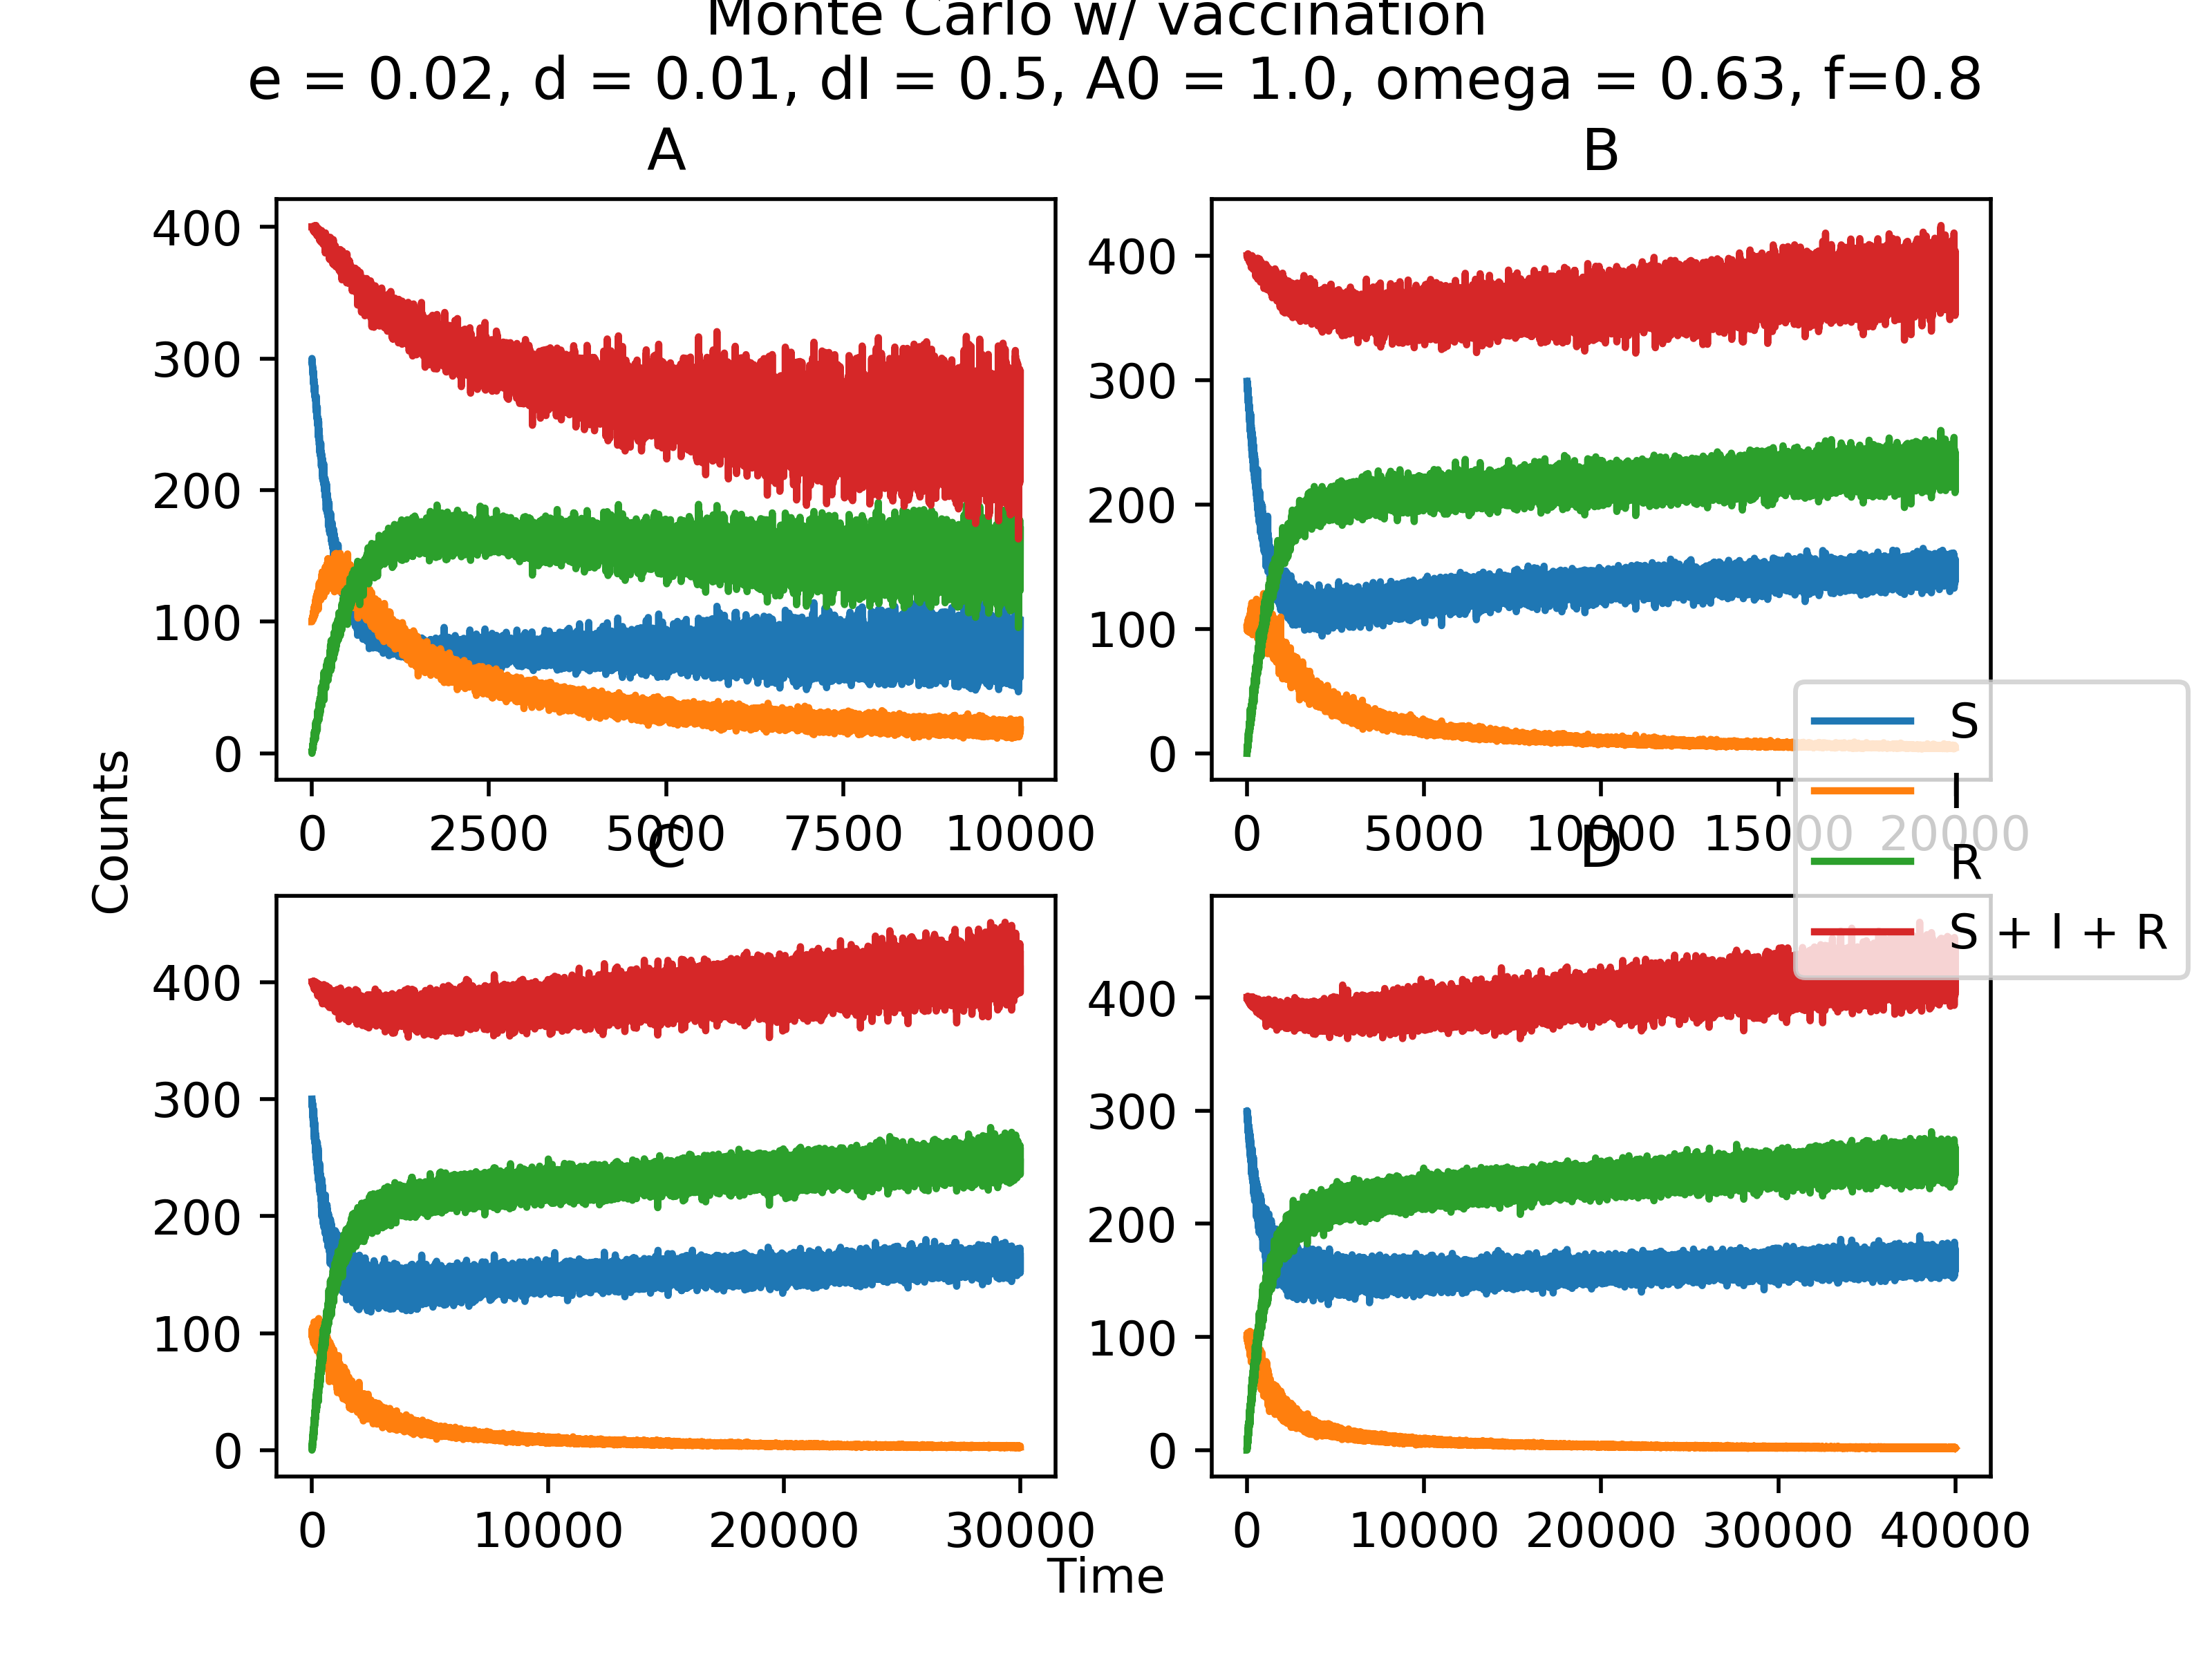 Monte Carlo w/ vaccination
e = 0.02, d = 0.01, dI = 0.5, A0 = 1.0, omega = 0.63, f=0.8
A
400
300
200
100
0
0 2500 5000 7500 10000
B
400
300
200
100
0
0 5000 10000 15000 20000
Counts
C
400
300
200
100
0
0 10000 20000 30000
D
400
300
200
100
0
0 10000 20000 30000 40000
S
I
R
S + I + R
Time